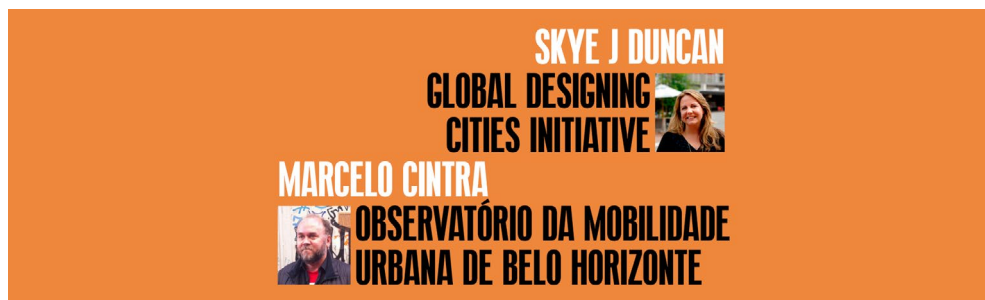 SKYE J DUNCAN
GLOBAL DESIGNING
CITIES INITIATIVE
MARCELO CINTRA
OBSERVATÓRIO DA MOBILIDADE
URBANA DE BELO HORIZONTE